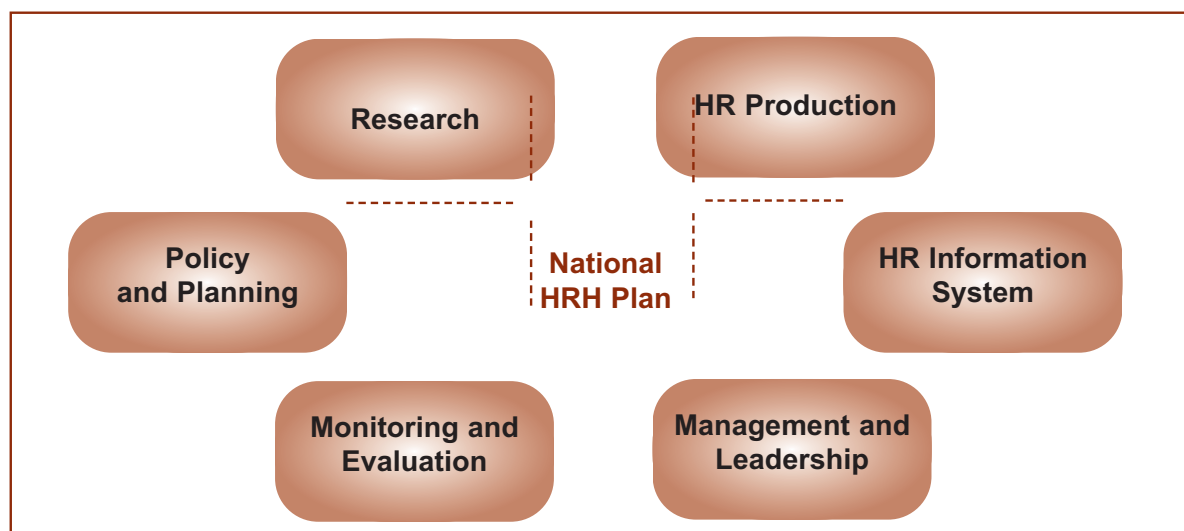 Research
HR Production
Policy
and Planning
National
HRH Plan
HR Information
System
Monitoring and
Evaluation
Management and
Leadership